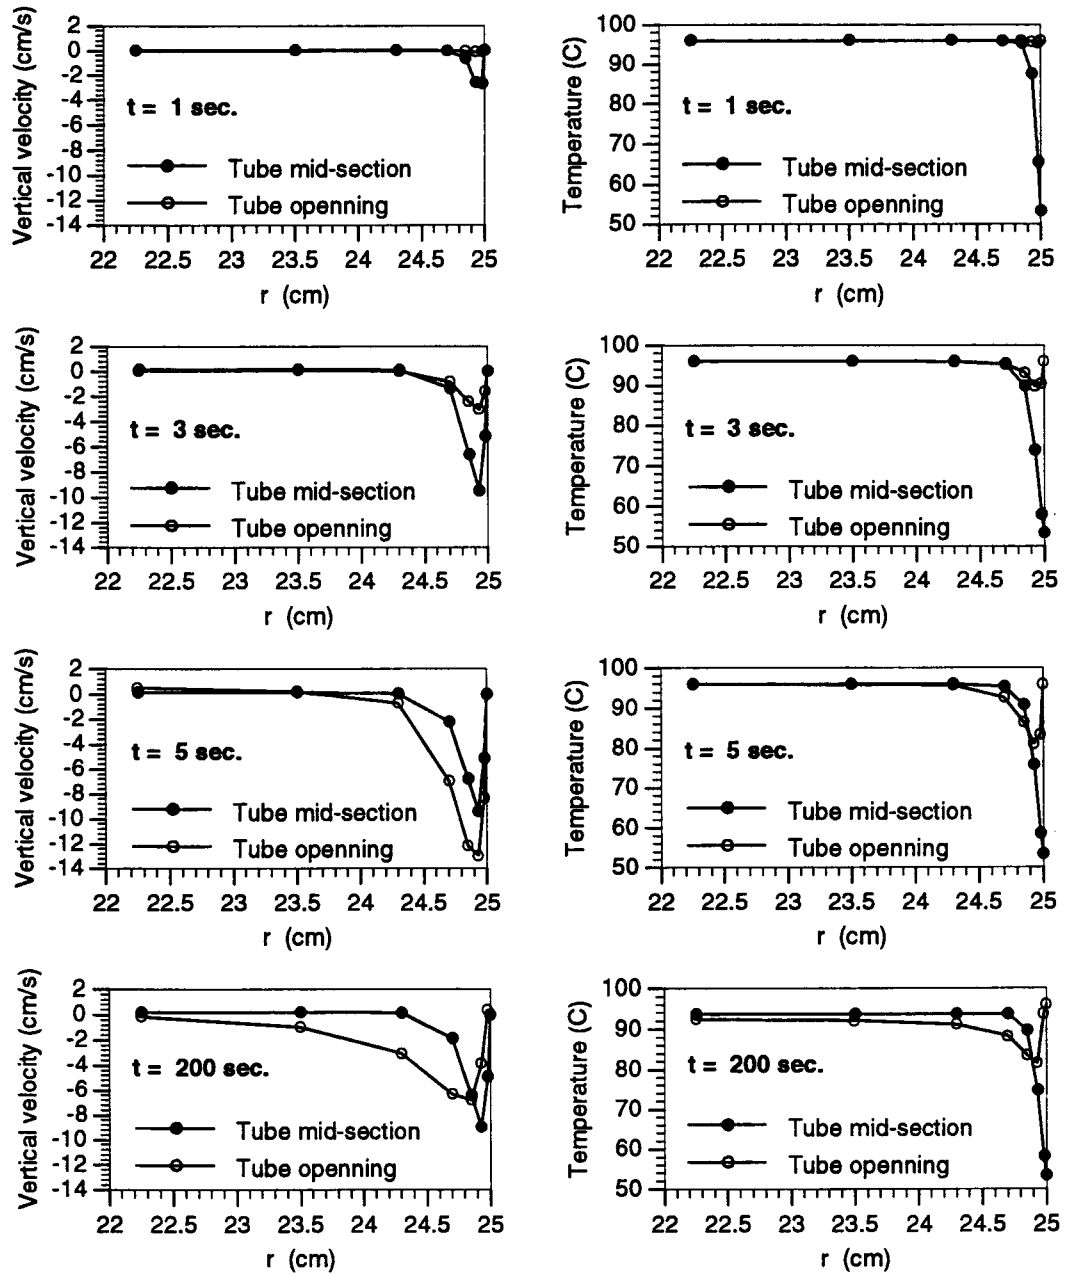 Vertical velocity (cm/s)
2
0
-2
-4
-6
-8
-10
-12
-14
t = 1 sec.
Tube mid-section
Tube openning
22 22.5 23 23.5 24 24.5 25
r (cm)
Temperature (C)
100
90
80
70
60
50
t = 1 sec.
Tube mid-section
Tube openning
22 22.5 23 23.5 24 24.5 25
r (cm)
Vertical velocity (cm/s)
2
0
-2
-4
-6
-8
-10
-12
-14
t = 3 sec.
Tube mid-section
Tube openning
22 22.5 23 23.5 24 24.5 25
r (cm)
Temperature (C)
100
90
80
70
60
50
t = 3 sec.
Tube mid-section
Tube openning
22 22.5 23 23.5 24 24.5 25
r (cm)
Vertical velocity (cm/s)
2
0
-2
-4
-6
-8
-10
-12
-14
t = 5 sec.
Tube mid-section
Tube openning
22 22.5 23 23.5 24 24.5 25
r (cm)
Temperature (C)
100
90
80
70
60
50
t = 5 sec.
Tube mid-section
Tube openning
22 22.5 23 23.5 24 24.5 25
r (cm)
Vertical velocity (cm/s)
2
0
-2
-4
-6
-8
-10
-12
-14
t = 200 sec.
Tube mid-section
Tube openning
22 22.5 23 23.5 24 24.5 25
r (cm)
Temperature (C)
100
90
80
70
60
50
t = 200 sec.
Tube mid-section
Tube openning
22 22.5 23 23.5 24 24.5 25
r (cm)